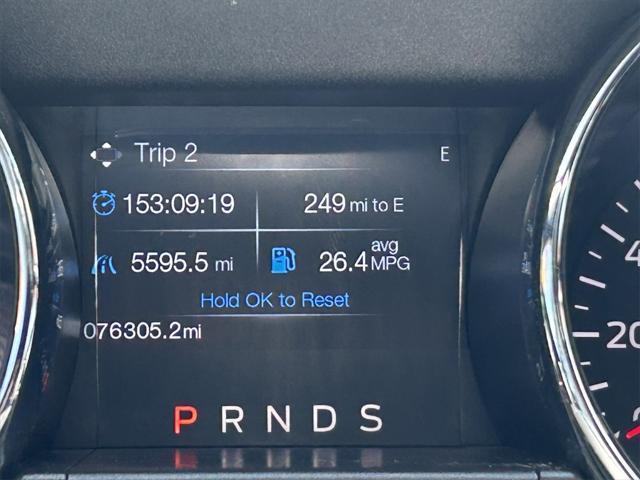 Trip 2 E
153:09:19 249 mi to E
5595.5 mi 26.4 avg MPG
Hold OK to Reset
076305.2mi
P R N D S
20